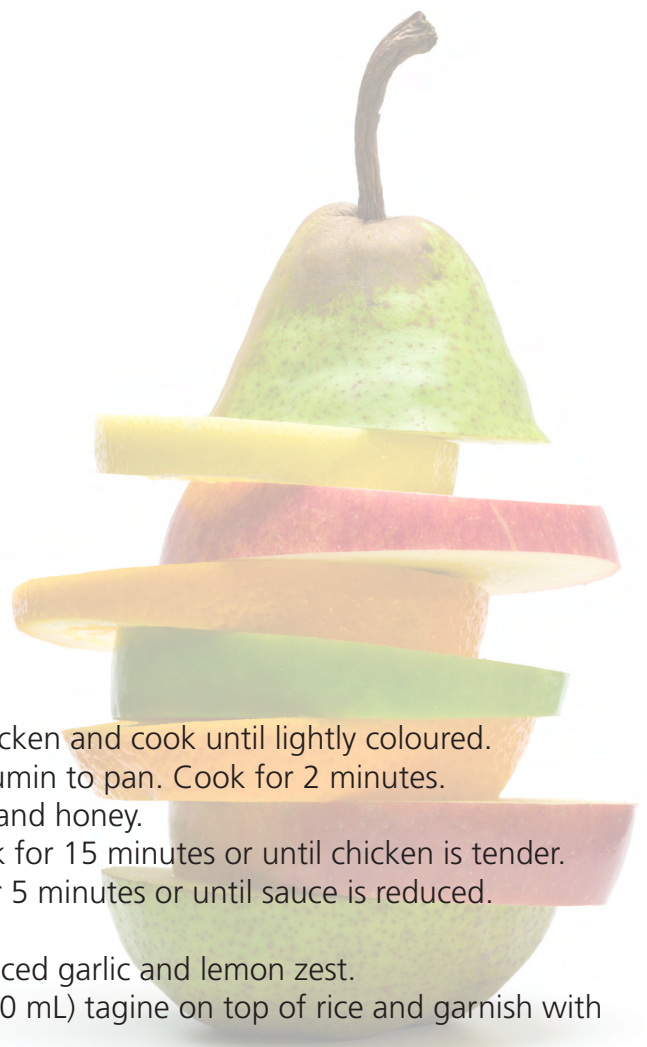 cken and cook until lightly coloured.
umin to pan. Cook for 2 minutes.
and honey.
k for 15 minutes or until chicken is tender.
r 5 minutes or until sauce is reduced.
ced garlic and lemon zest.
0 mL) tagine on top of rice and garnish with